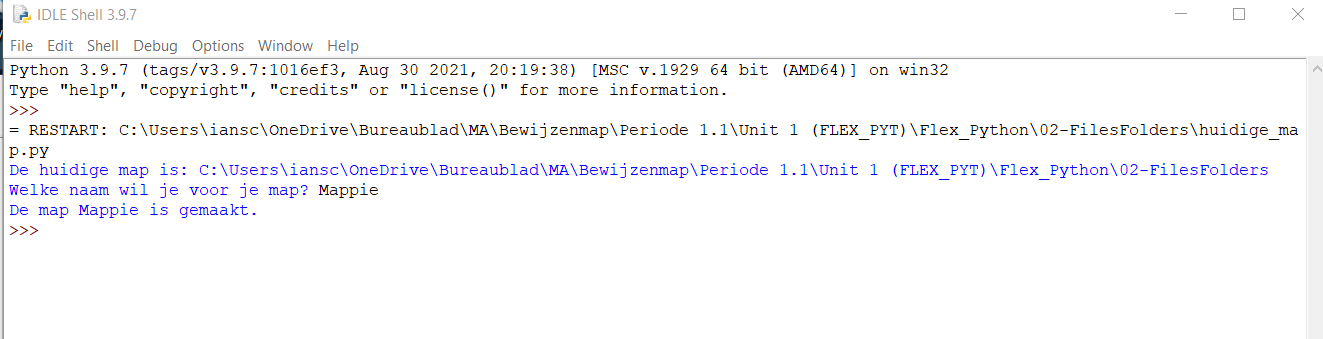 IDLE Shell 3.9.7
File Edit Shell Debug Options Window Help
Python 3.9.7 (tags/v3.9.7:1016ef3, Aug 30 2021, 20:19:38) [MSC v.1929 64 bit (AMD64)] on win32
Type "help", "copyright", "credits" or "license()" for more information.
>>>
= RESTART: C:\Users\iansc\OneDrive\Bureaublad\MA\Bewijzenmap\Periode 1.1\Unit 1 (FLEX_PYT)\Flex_Python\02-FilesFolders\huidige_ma
p.py
De huidige map is: C:\Users\iansc\OneDrive\Bureaublad\MA\Bewijzenmap\Periode 1.1\Unit 1 (FLEX_PYT)\Flex_Python\02-FilesFolders
Welke naam wil je voor je map? Mappie
De map Mappie is gemaakt.
>>>